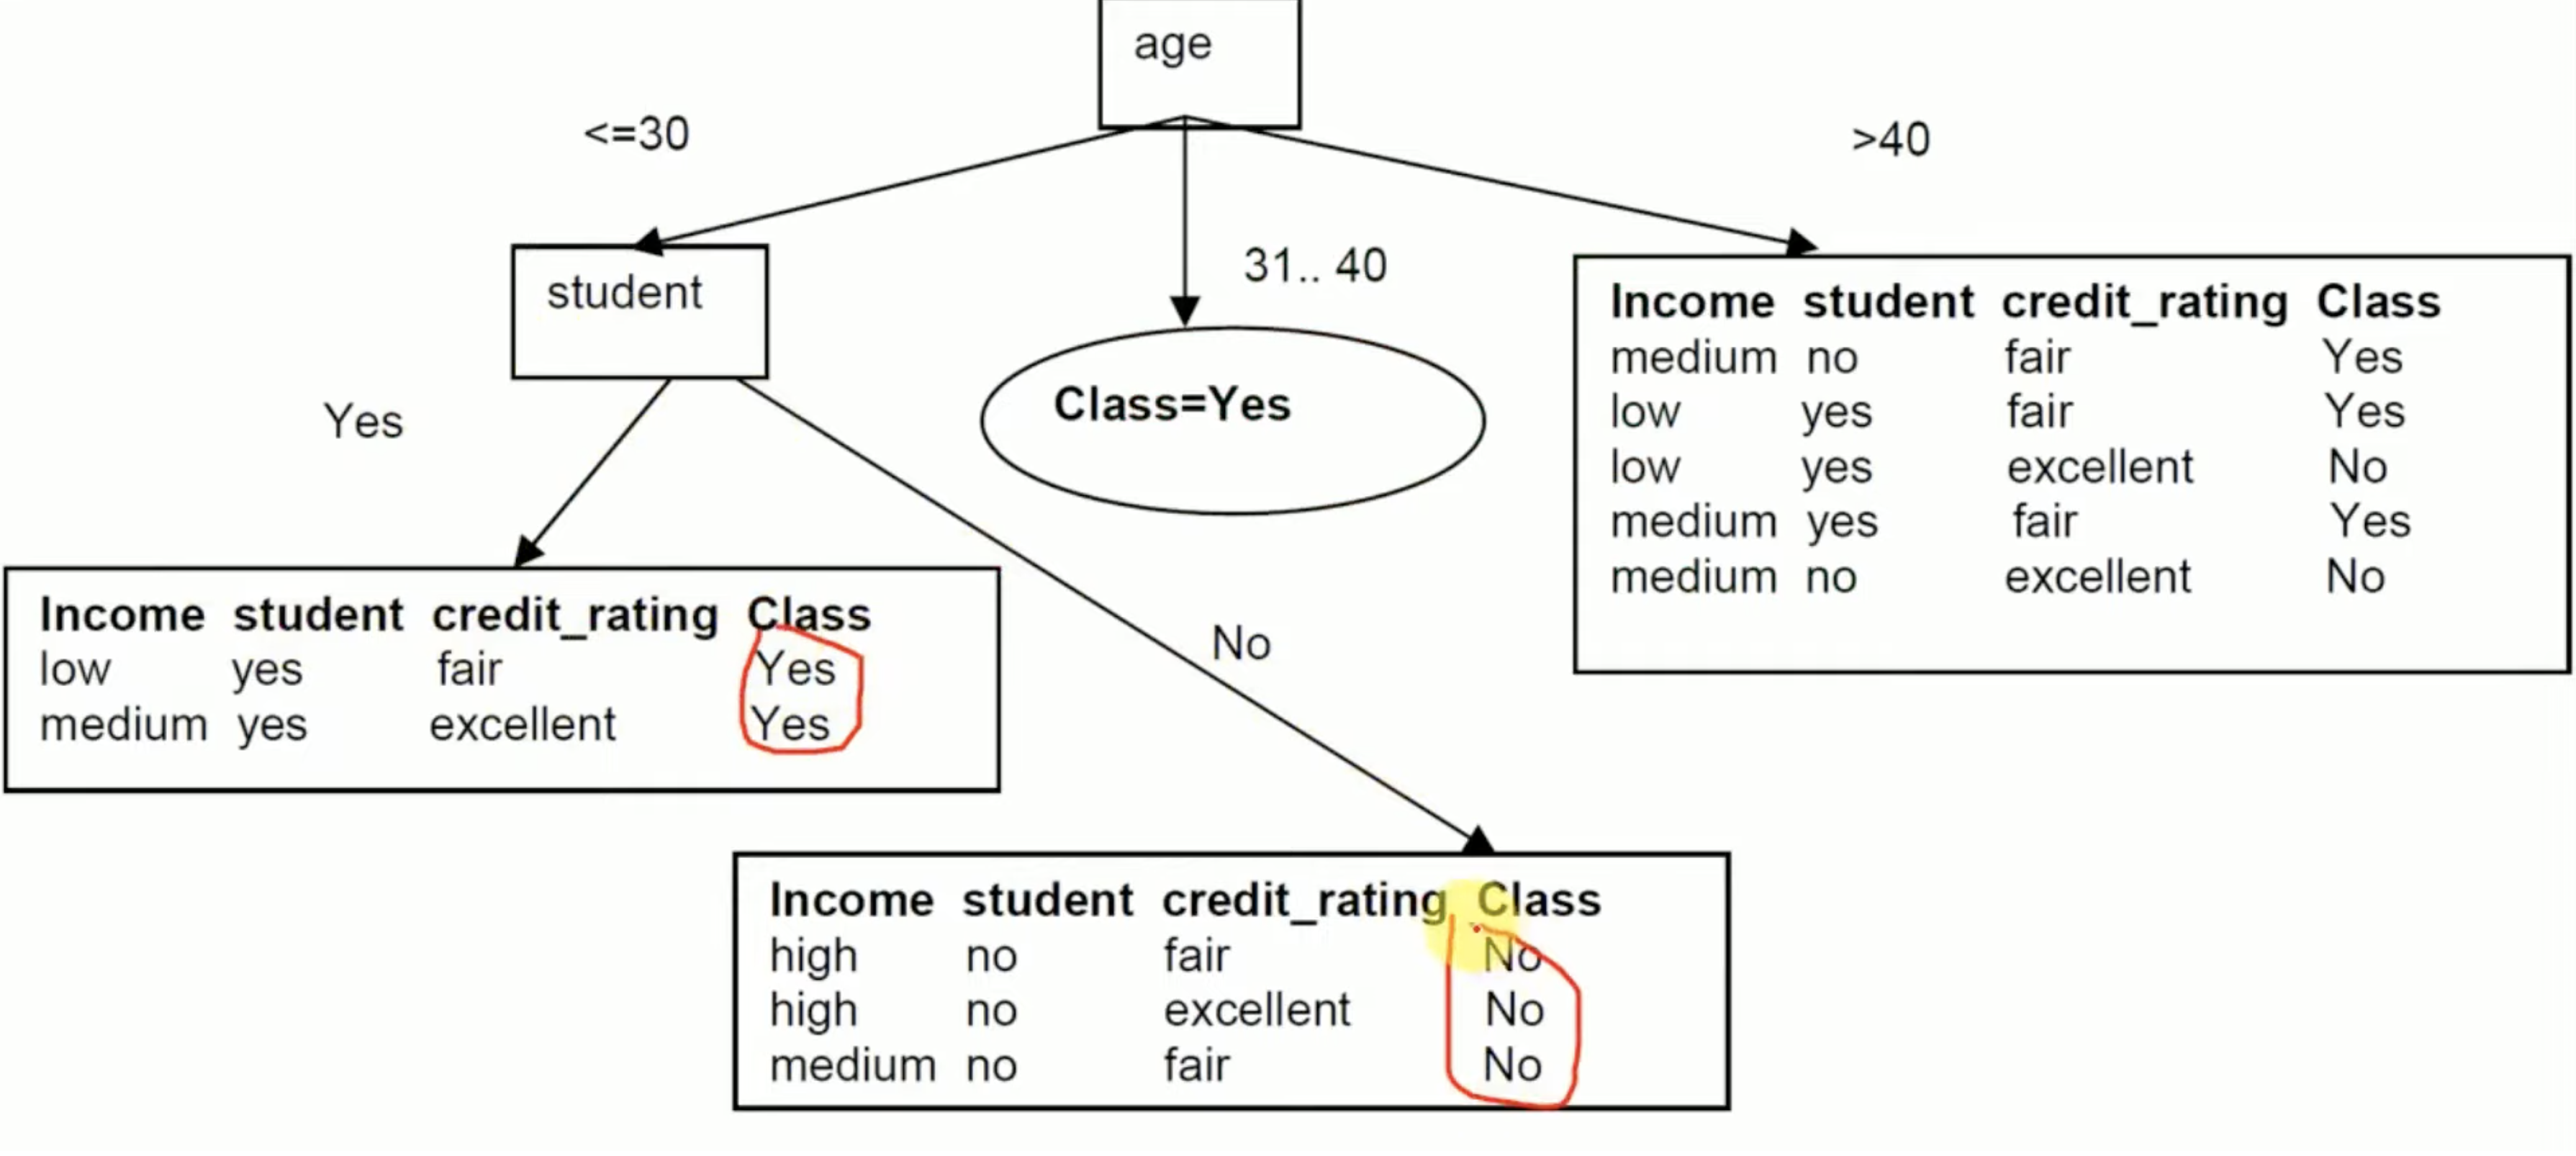 age
<=30
>40
student
31.. 40
Class=Yes
Income student credit_rating Class
medium no fair Yes
low yes fair Yes
low yes excellent No
medium yes fair Yes
medium no excellent No
Yes
Income student credit_rating Class
low yes fair Yes
medium yes excellent Yes
No
Income student credit_rating Class
high no fair No
high no excellent No
medium no fair No